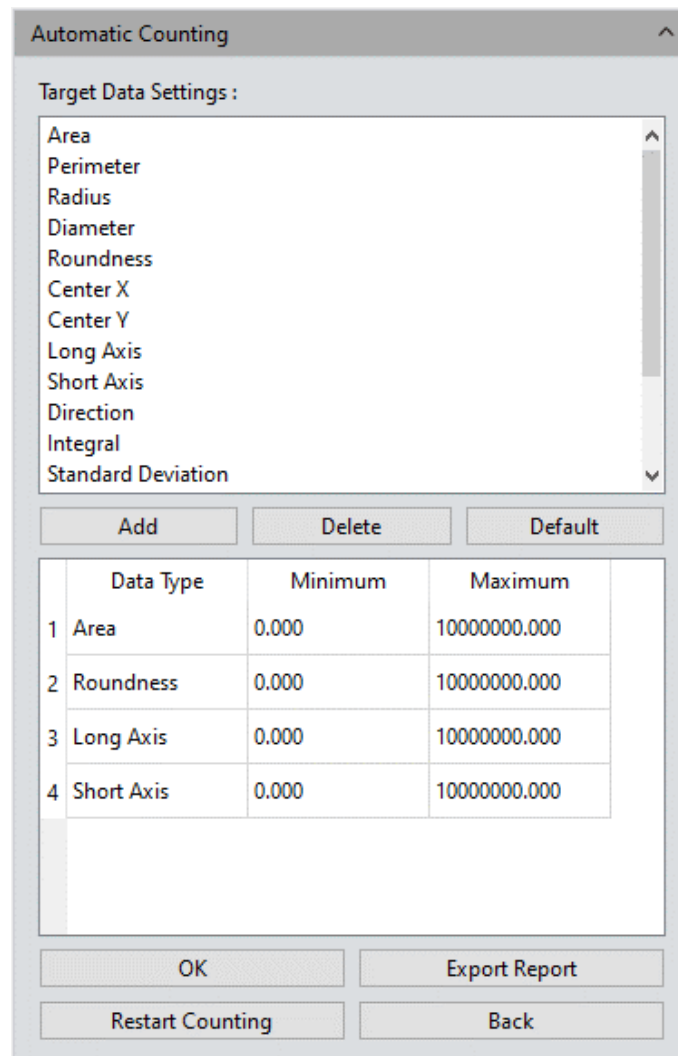 Automatic Counting
Target Data Settings :
Area
Perimeter
Radius
Diameter
Roundness
Center X
Center Y
Long Axis
Short Axis
Direction
Integral
Standard Deviation
Add Delete Default
Data Type Minimum Maximum
1 Area 0.000 10000000.000
2 Roundness 0.000 10000000.000
3 Long Axis 0.000 10000000.000
4 Short Axis 0.000 10000000.000
OK Export Report
Restart Counting Back